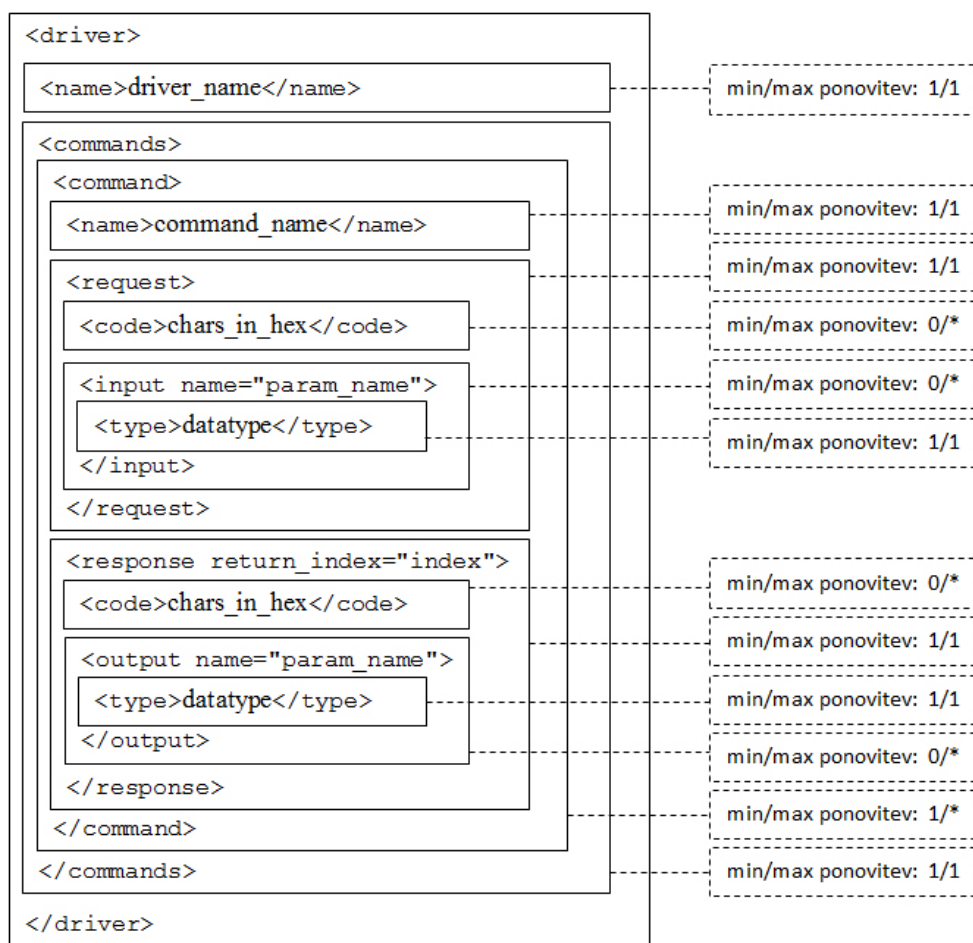 <driver>
<name>driver_name</name>
min/max ponovitev: 1/1
<commands>
<command>
<name>command_name</name>
min/max ponovitev: 1/1
<request>
min/max ponovitev: 1/1
<code>chars_in_hex</code>
min/max ponovitev: 0/*
<input name="param_name">
min/max ponovitev: 0/*
<type>datatype</type>
min/max ponovitev: 1/1
</input>
</request>
<response return_index="index">
min/max ponovitev: 0/*
<code>chars_in_hex</code>
min/max ponovitev: 1/1
<output name="param_name">
<type>datatype</type>
min/max ponovitev: 1/1
</output>
min/max ponovitev: 0/*
</response>
min/max ponovitev: 1/*
</command>
</commands>
min/max ponovitev: 1/1
</driver>